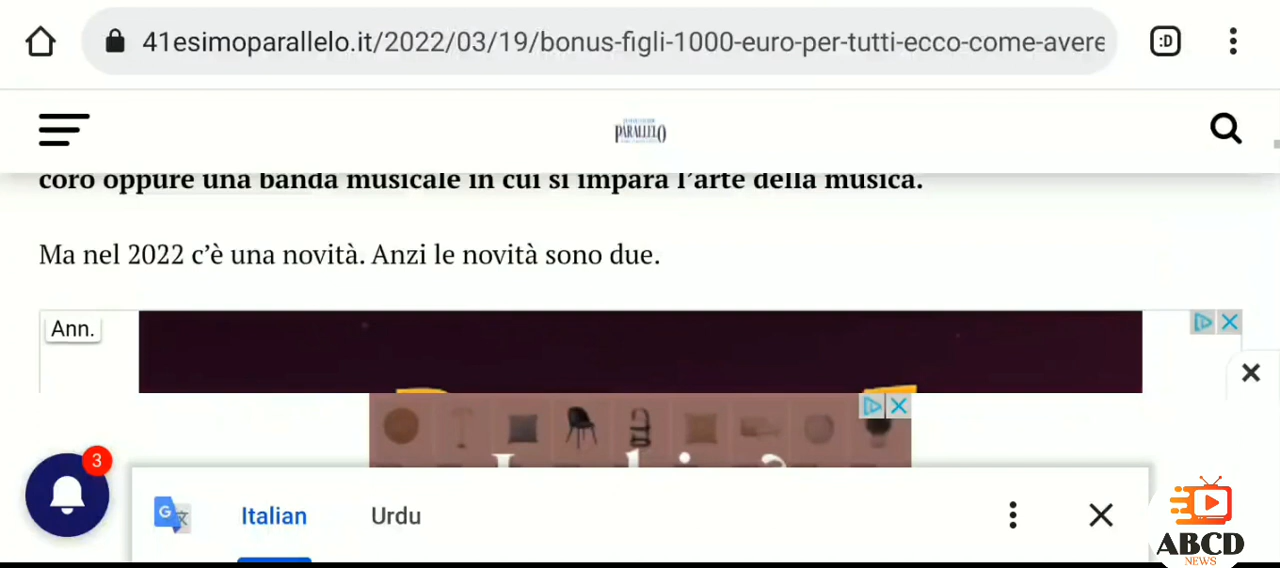 41esimoparallelo.it/2022/03/19/bonus-figli-1000-euro-per-tutti-ecco-come-avere
:D
PARALLELO
coro oppure una banda musicale in cui si impara l'arte della musica.
Ma nel 2022 c'è una novità. Anzi le novità sono due.
Ann.
3
G
Italian
Urdu
ABCD
NEWS